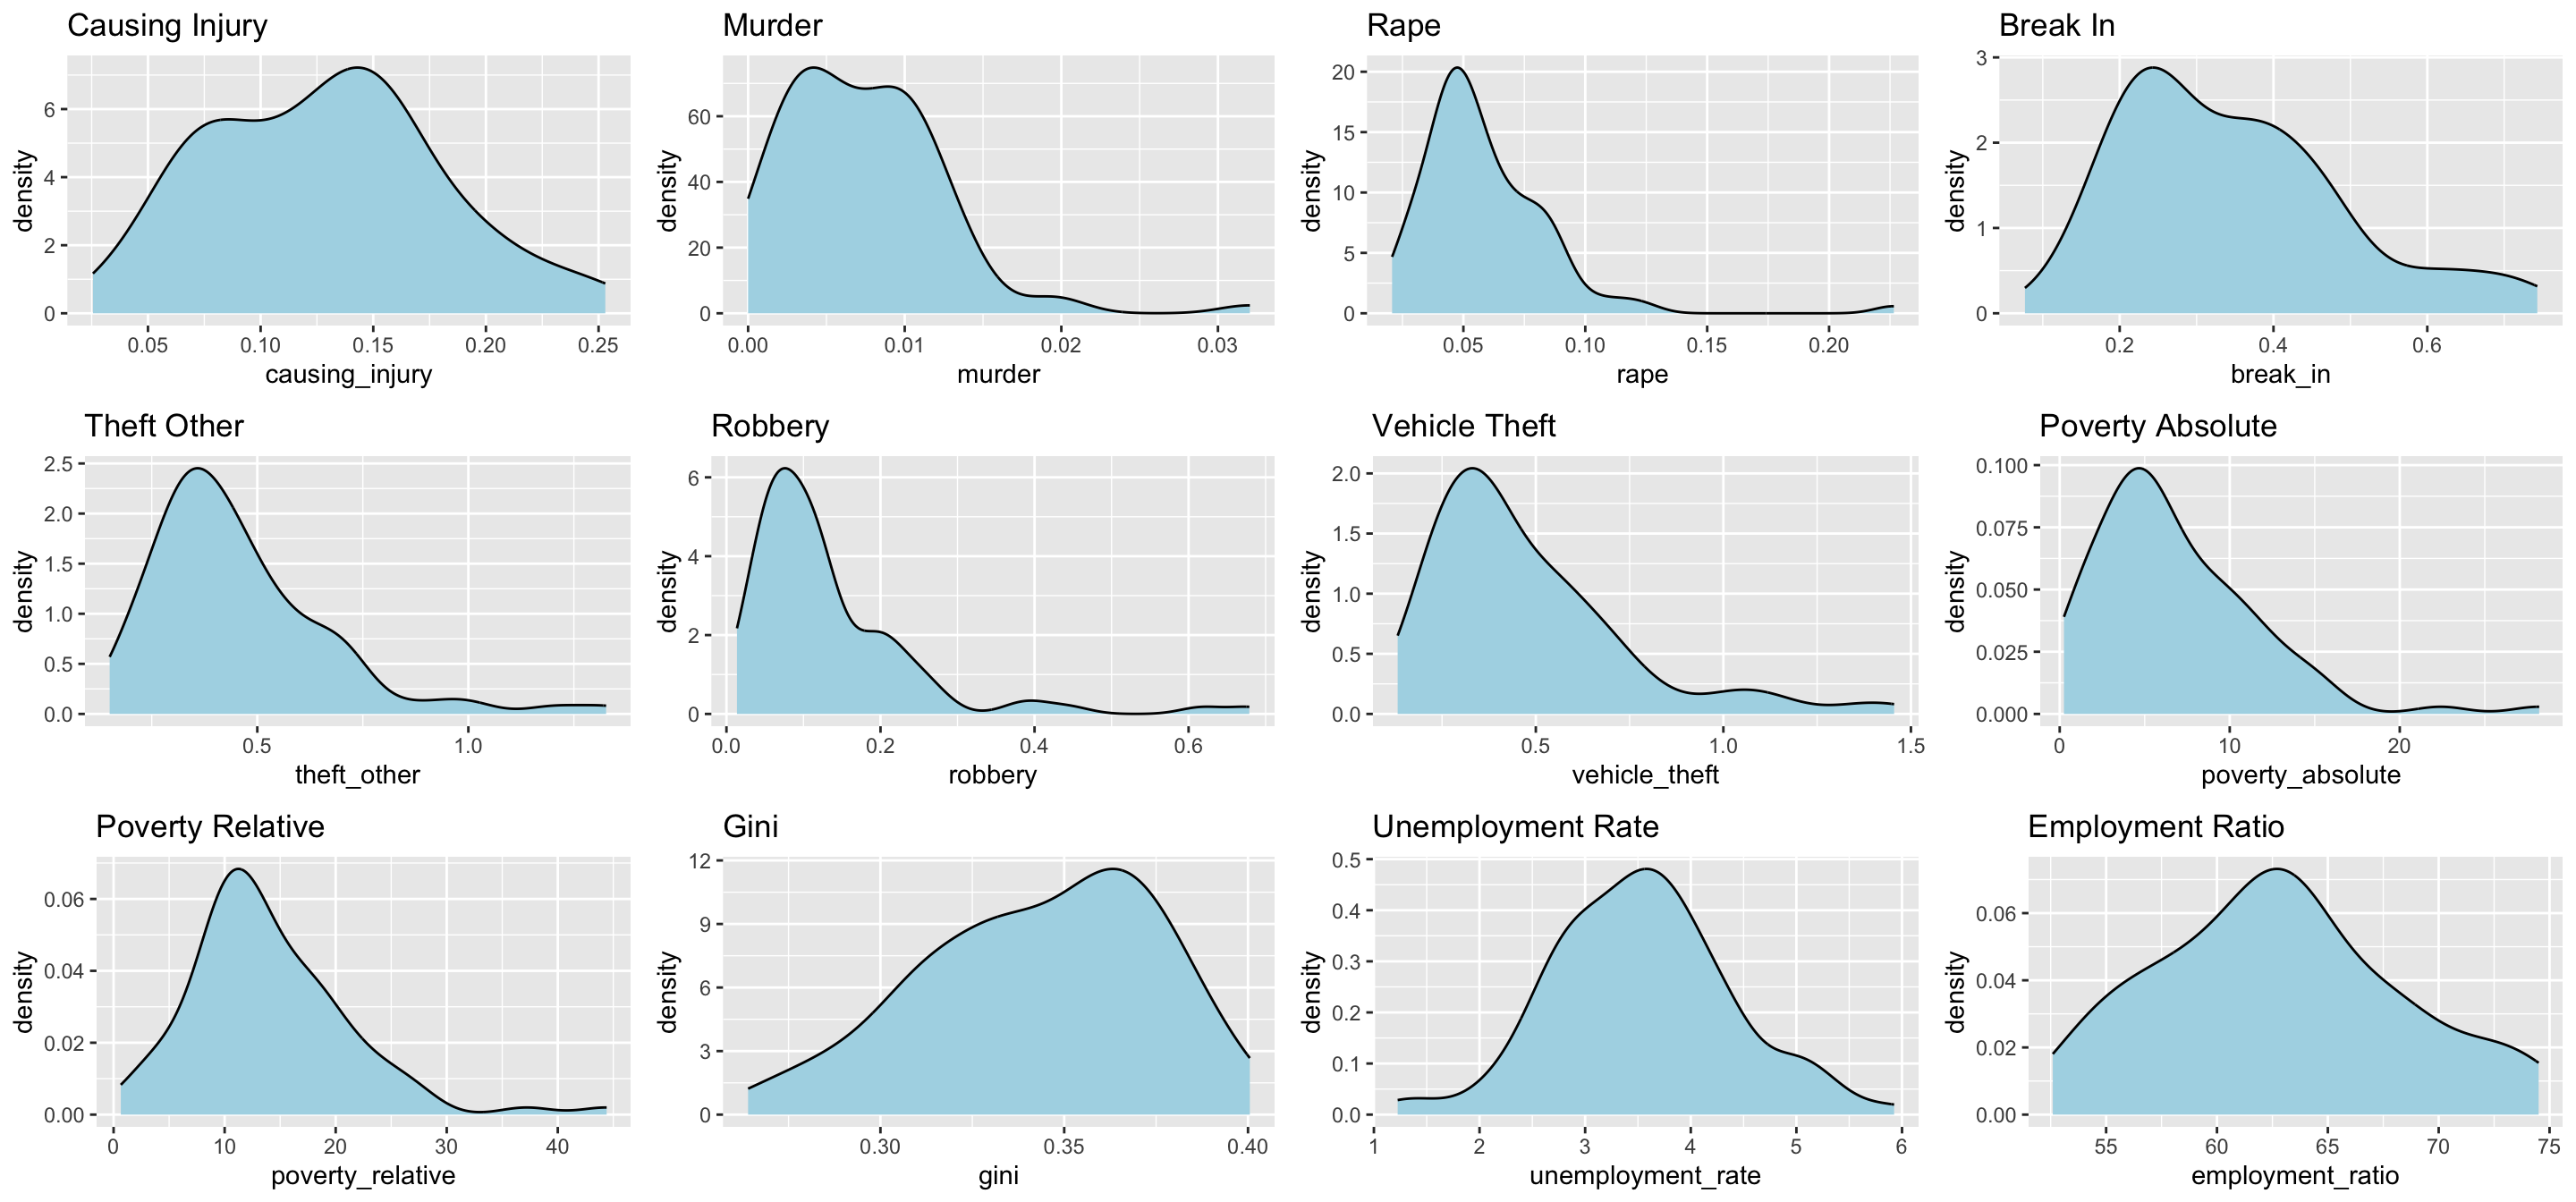 Causing Injury
Murder
Rape
Break In
density
6
4
2
0
0.05 0.10 0.15 0.20 0.25
causing_injury
density
60
40
20
0
0.00 0.01 0.02 0.03
murder
density
20
15
10
5
0
0.05 0.10 0.15 0.20
rape
density
3
2
1
0
0.2 0.4 0.6
break_in
Theft Other
Robbery
Vehicle Theft
Poverty Absolute
density
2.5
2.0
1.5
1.0
0.5
0.0
0.5 1.0
theft_other
density
6
4
2
0
0.0 0.2 0.4 0.6
robbery
density
2.0
1.5
1.0
0.5
0.0
0.5 1.0 1.5
vehicle_theft
density
0.100
0.075
0.050
0.025
0.000
0 10 20
poverty_absolute
Poverty Relative
Gini
Unemployment Rate
Employment Ratio
density
0.06
0.04
0.02
0.00
0 10 20 30 40
poverty_relative
density
12
9
6
3
0
0.30 0.35 0.40
gini
density
0.5
0.4
0.3
0.2
0.1
0.0
1 2 3 4 5 6
unemployment_rate
density
0.06
0.04
0.02
0.00
55 60 65 70 75
employment_ratio